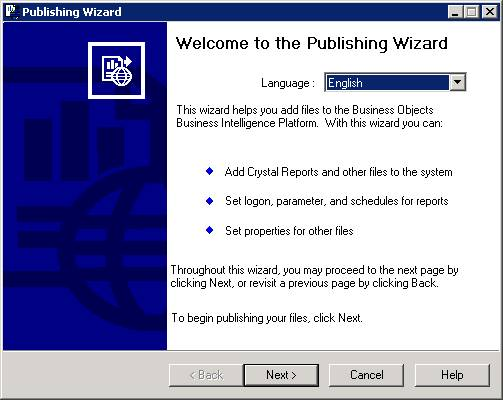 Publishing Wizard
Welcome to the Publishing Wizard
Language : English
This wizard helps you add files to the Business Objects
Business Intelligence Platform. With this wizard you can:
Add Crystal Reports and other files to the system
Set logon, parameter, and schedules for reports
Set properties for other files
Throughout this wizard, you may proceed to the next page by
clicking Next, or revisit a previous page by clicking Back.
To begin publishing your files, click Next.
< Back Next > Cancel Help